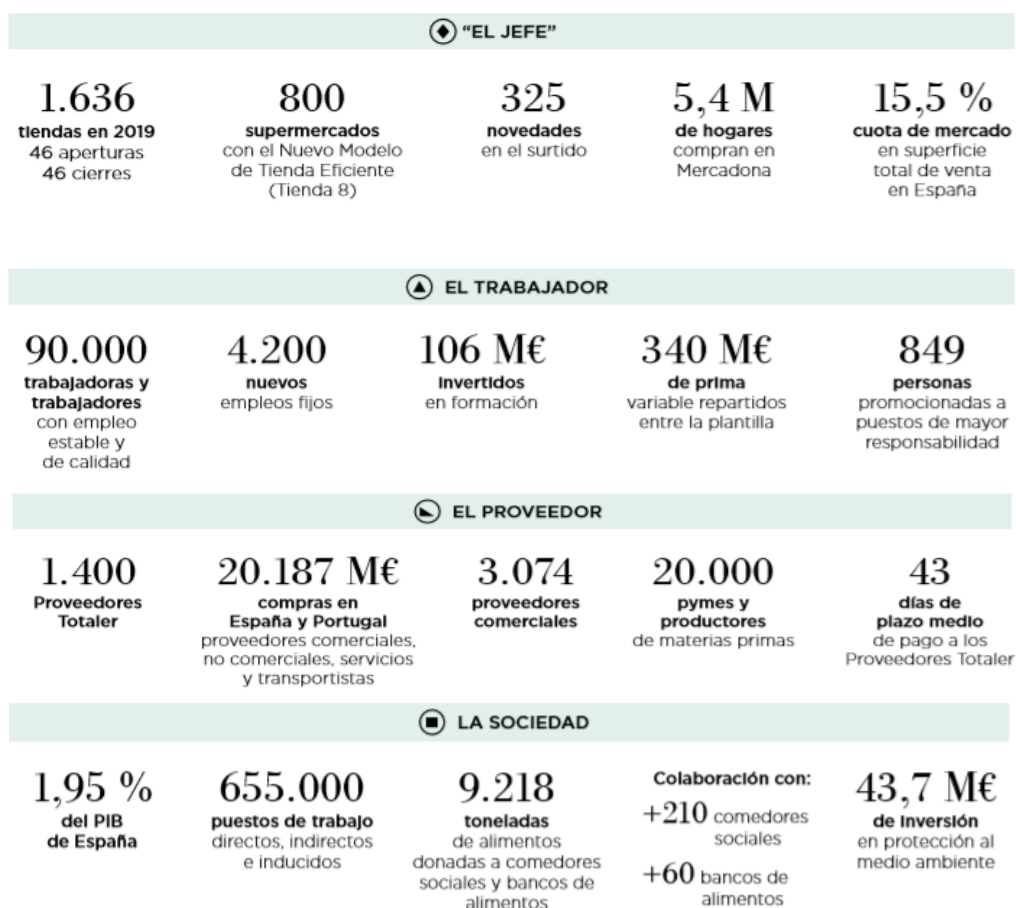 "EL JEFE"
1.636
tiendas en 2019
46 aperturas
46 cierres
800
supermercados
con el Nuevo Modelo
de Tienda Eficiente
(Tienda 8)
325
novedades
en el surtido
5,4 M
de hogares
compran en
Mercadona
15,5 %
cuota de mercado
en superficie
total de venta
en España
EL TRABAJADOR
90.000
trabajadoras y
trabajadores
con empleo
estable y
de calidad
4.200
nuevos
empleos fijos
106 M€
invertidos
en formación
340 M€
de prima
variable repartidos
entre la plantilla
849
personas
promocionadas a
puestos de mayor
responsabilidad
EL PROVEEDOR
1.400
Proveedores
Totaler
20.187 M€
compras en
España y Portugal
proveedores comerciales,
no comerciales, servicios
y transportistas
3.074
proveedores
comerciales
20.000
pymes y
productores
de materias primas
43
días de
plazo medio
de pago a los
Proveedores Totaler
LA SOCIEDAD
1,95 %
del PIB
de España
655.000
puestos de trabajo
directos, indirectos
e inducidos
9.218
toneladas
de alimentos
donadas a comedores
sociales y bancos de
alimentos
Colaboración con:
+210 comedores
sociales
+60 bancos de
alimentos
43,7 M€
de inversión
en protección al
medio ambiente